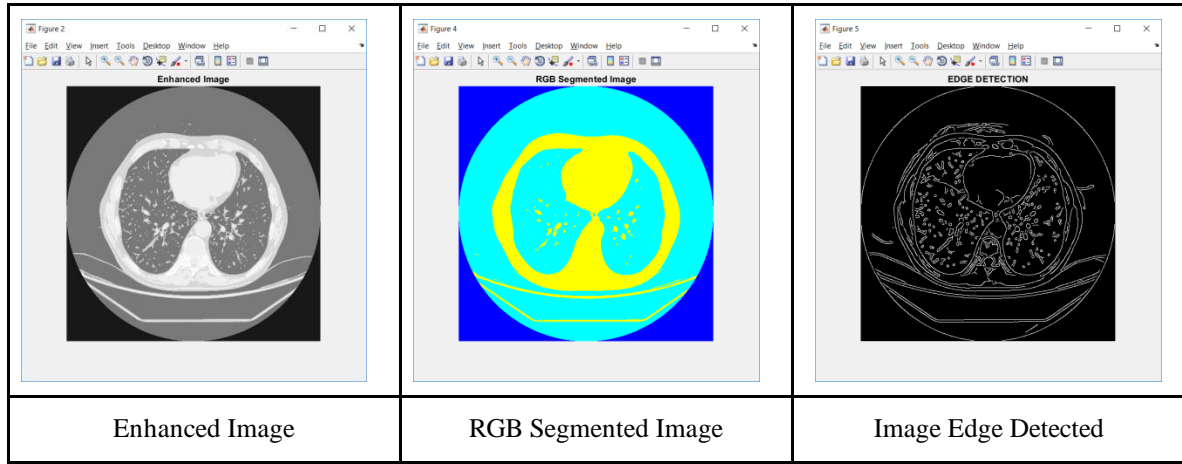 Figure 2
File Edit View Insert Tools Desktop Window Help
Enhanced Image
Figure 4
File Edit View Insert Tools Desktop Window Help
RGB Segmented Image
Figure 5
File Edit View Insert Tools Desktop Window Help
EDGE DETECTION
Enhanced Image
RGB Segmented Image
Image Edge Detected